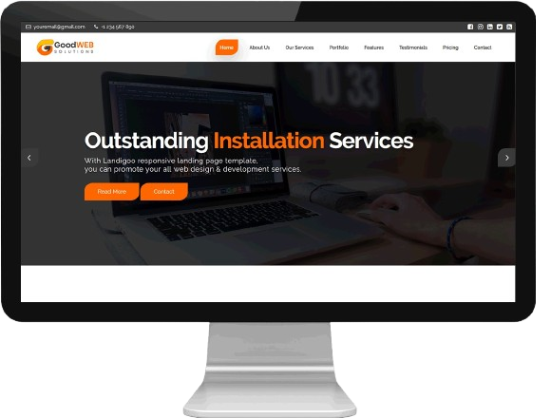 youremail@gmail.com +1 234 567 890
GoodWEB
SOLUTIONS
Home About Us Our Services Portfolio Features Testimonials Pricing Contact
10 33
Outstanding Installation Services
With Landigoo responsive landing page template,
you can promote your all web design & development services.
Read More Contact